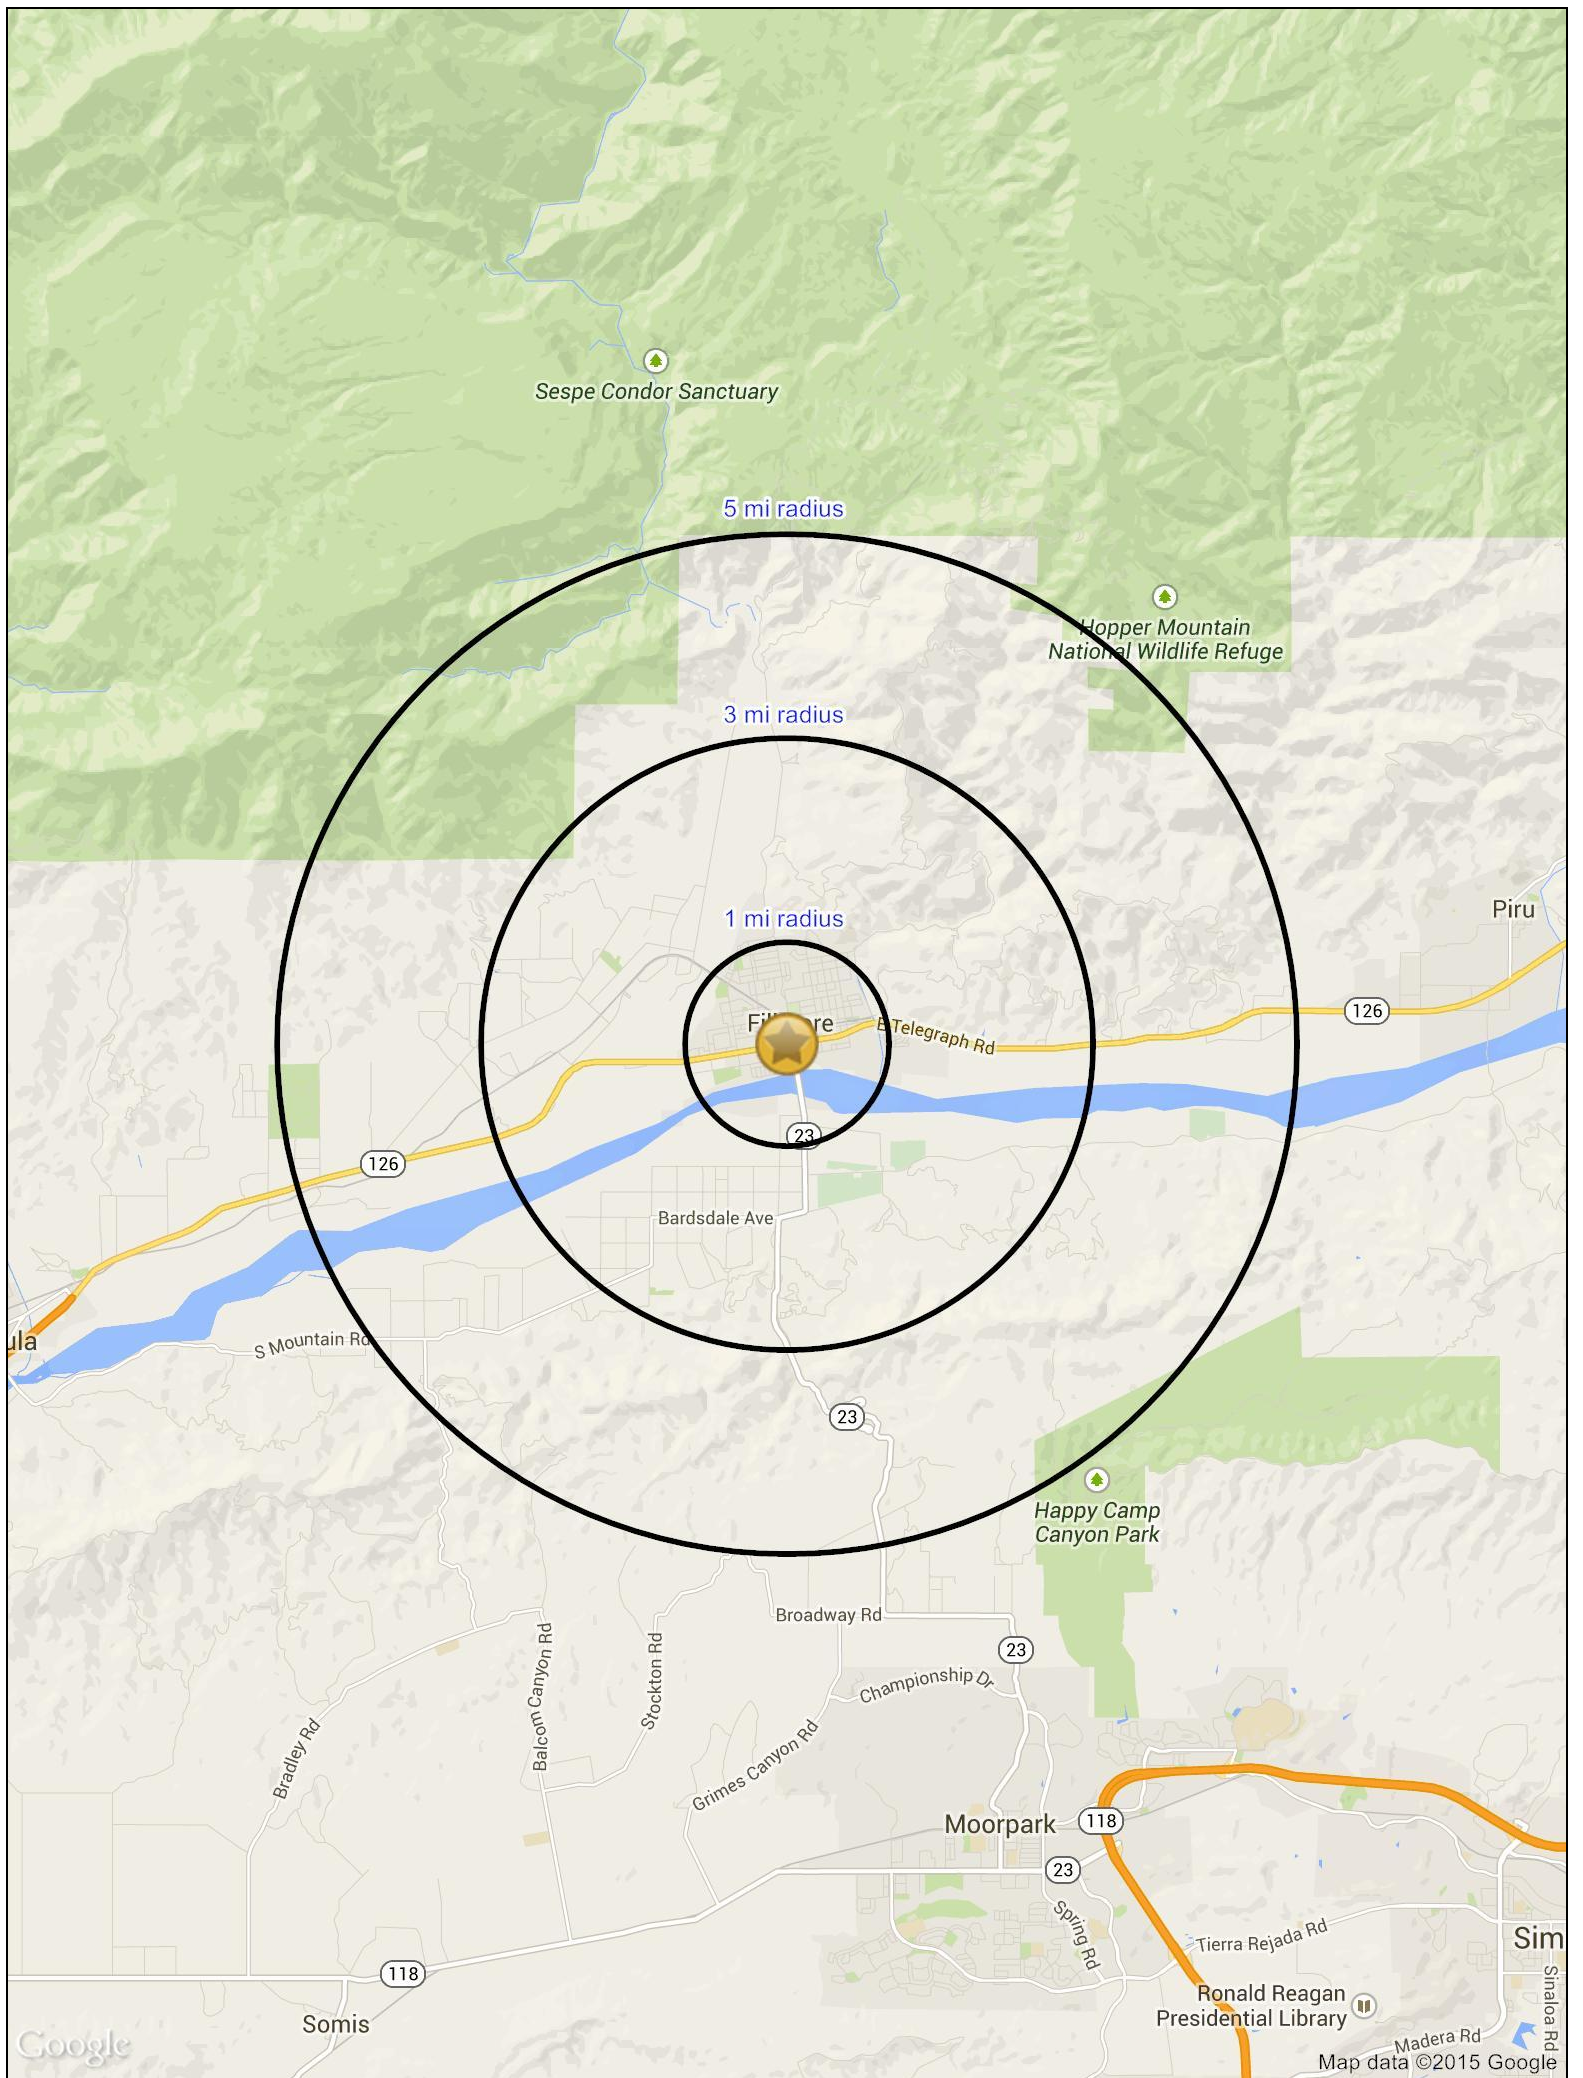 Sespe Condor Sanctuary
5 mi radius
Hopper Mountain
National Wildlife Refuge
3 mi radius
Piru
1 mi radius
126
Fillmore
E Telegraph Rd
23
126
Bardsdale Ave
ula
S Mountain Rd
23
Happy Camp
Canyon Park
Broadway Rd
23
Championship Dr
Balcom Canyon Rd
Stockton Rd
Bradley Rd
Grimes Canyon Rd
Moorpark
118
23
Spring Rd
Tierra Rejada Rd
Sim
118
Ronald Reagan
Presidential Library
Sinaloa Rd
Somis
Madera Rd
Google
Map data ©2015 Google